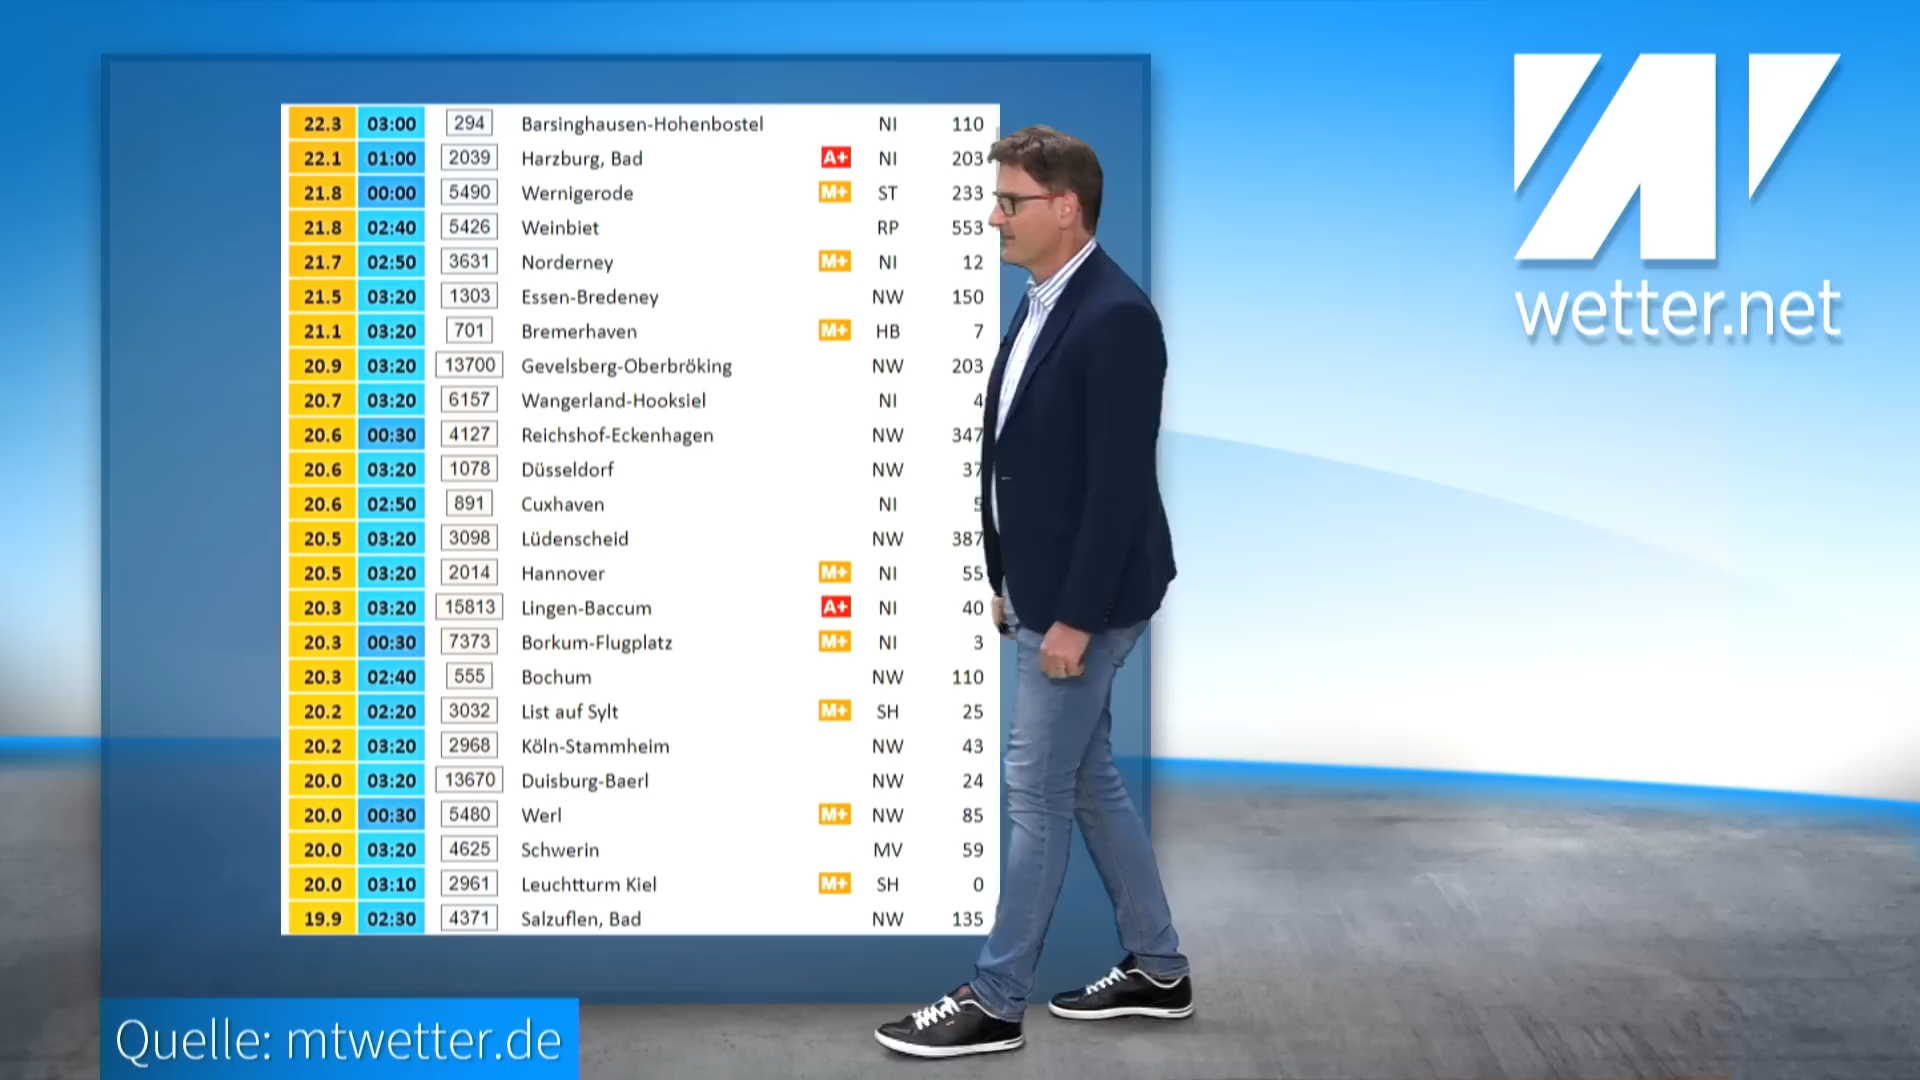 22.3 03:00 294 Barsinghausen-Hohenbostel NI 110
22.1 01:00 2039 Harzburg, Bad A+ NI 203
21.8 00:00 5490 Wernigerode M+ ST 233
21.8 02:40 5426 Weinbiet RP 553
21.7 02:50 3631 Norderney M+ NI 12
21.5 03:20 1303 Essen-Bredeney NW 150
21.1 03:20 701 Bremerhaven M+ HB 7
20.9 03:20 13700 Gevelsberg-Oberbröking NW 203
20.7 03:20 6157 Wangerland-Hooksiel NI 4
20.6 00:30 4127 Reichshof-Eckenhagen NW 347
20.6 03:20 1078 Düsseldorf NW 37
20.6 02:50 891 Cuxhaven NI 5
20.5 03:20 3098 Lüdenscheid NW 387
20.5 03:20 2014 Hannover M+ NI 55
20.3 03:20 15813 Lingen-Baccum A+ NI 40
20.3 00:30 7373 Borkum-Flugplatz M+ NI 3
20.3 02:40 555 Bochum NW 110
20.2 02:20 3032 List auf Sylt M+ SH 25
20.2 03:20 2968 Köln-Stammheim NW 43
20.0 03:20 13670 Duisburg-Baerl NW 24
20.0 00:30 5480 Werl M+ NW 85
20.0 03:20 4625 Schwerin MV 59
20.0 03:10 2961 Leuchtturm Kiel M+ SH 0
19.9 02:30 4371 Salzuflen, Bad NW 135
wetter.net
Quelle: mtwetter.de